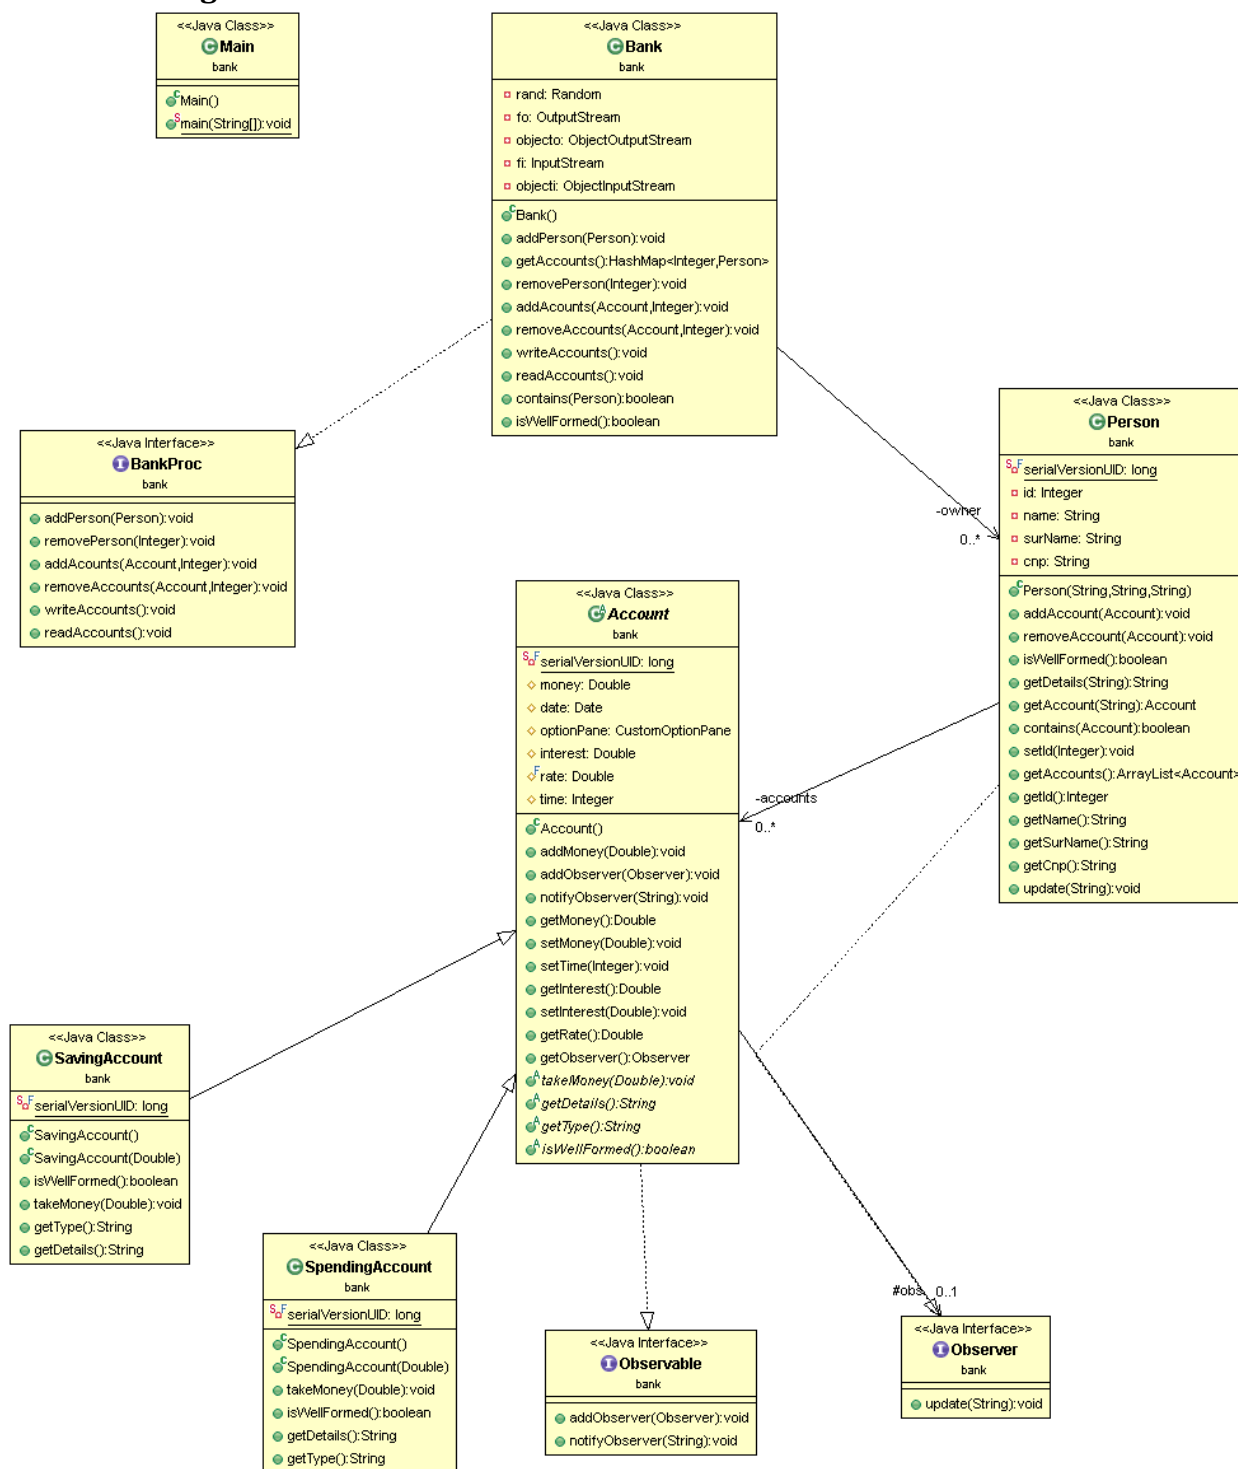 <<Java Class>>
Main
bank
Main()
main(String[]):void
<<Java Class>>
Bank
bank
rand: Random
fo: OutputStream
objecto: ObjectOutputStream
fi: InputStream
objecti: ObjectInputStream
Bank()
addPerson(Person):void
getAccounts():HashMap<Integer,Person>
removePerson(Integer):void
addAcounts(Account,Integer):void
removeAccounts(Account,Integer):void
writeAccounts():void
readAccounts():void
contains(Person):boolean
isWellFormed():boolean
<<Java Interface>>
BankProc
bank
addPerson(Person):void
removePerson(Integer):void
addAcounts(Account,Integer):void
removeAccounts(Account,Integer):void
writeAccounts():void
readAccounts():void
-owner
0..*
<<Java Class>>
Person
bank
serialVersionUID: long
id: Integer
name: String
surName: String
cnp: String
Person(String,String,String)
addAccount(Account):void
removeAccount(Account):void
isWellFormed():boolean
getDetails(String):String
getAccount(String):Account
contains(Account):boolean
setId(Integer):void
getAccounts():ArrayList<Account>
getId():Integer
getName():String
getSurName():String
getCnp():String
update(String):void
<<Java Class>>
Account
bank
serialVersionUID: long
money: Double
date: Date
optionPane: CustomOptionPane
interest: Double
rate: Double
time: Integer
Account()
addMoney(Double):void
addObserver(Observer):void
notifyObserver(String):void
getMoney():Double
setMoney(Double):void
setTime(Integer):void
getInterest():Double
setInterest(Double):void
getRate():Double
getObserver():Observer
takeMoney(Double):void
getDetails():String
getType():String
isWellFormed():boolean
-accounts
0..*
<<Java Class>>
SavingAccount
bank
serialVersionUID: long
SavingAccount()
SavingAccount(Double)
isWellFormed():boolean
takeMoney(Double):void
getType():String
getDetails():String
<<Java Class>>
SpendingAccount
bank
serialVersionUID: long
SpendingAccount()
SpendingAccount(Double)
takeMoney(Double):void
isWellFormed():boolean
getDetails():String
getType():String
<<Java Interface>>
Observable
bank
addObserver(Observer):void
notifyObserver(String):void
#obs 0..1
<<Java Interface>>
Observer
bank
update(String):void